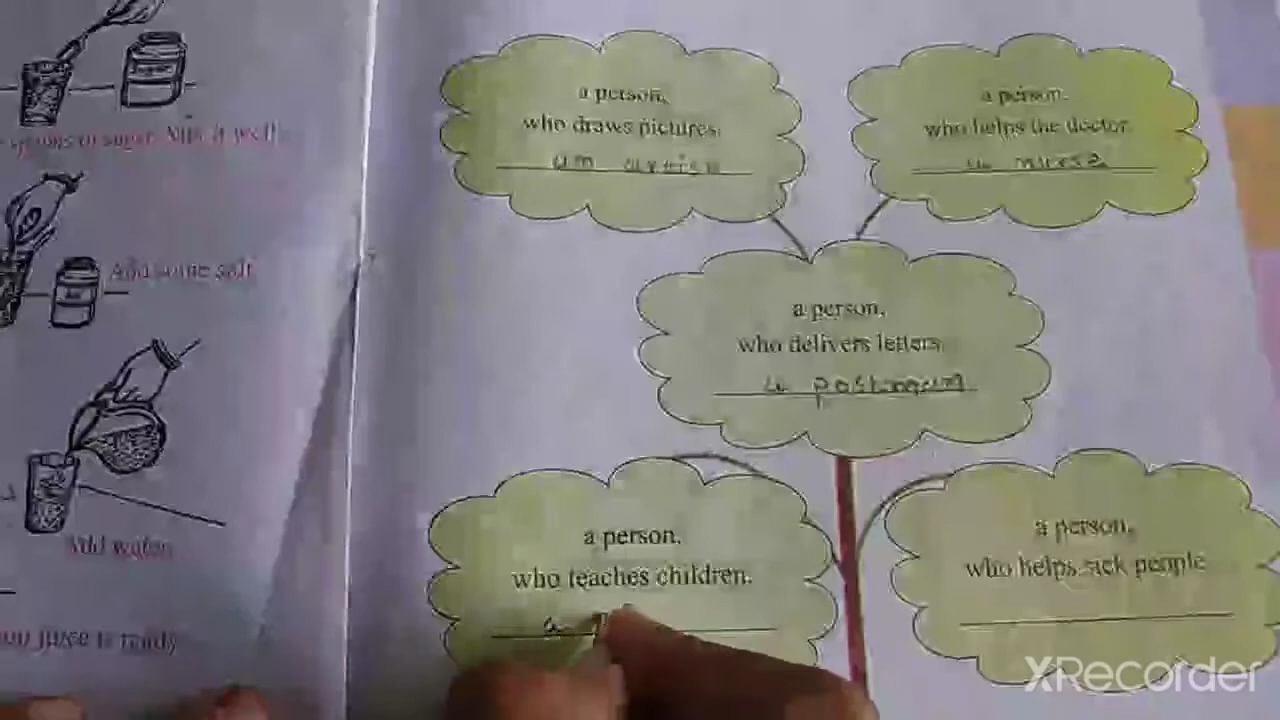 spoons of sugar. Mix it well.
Add some salt
Add water
juice is ready
a person,
who draws pictures.
a person,
who helps the doctor.
a nurse
a person,
who delivers letters.
a postman
a person,
who teaches children.
a
a person,
who helps sick people
XRecorder